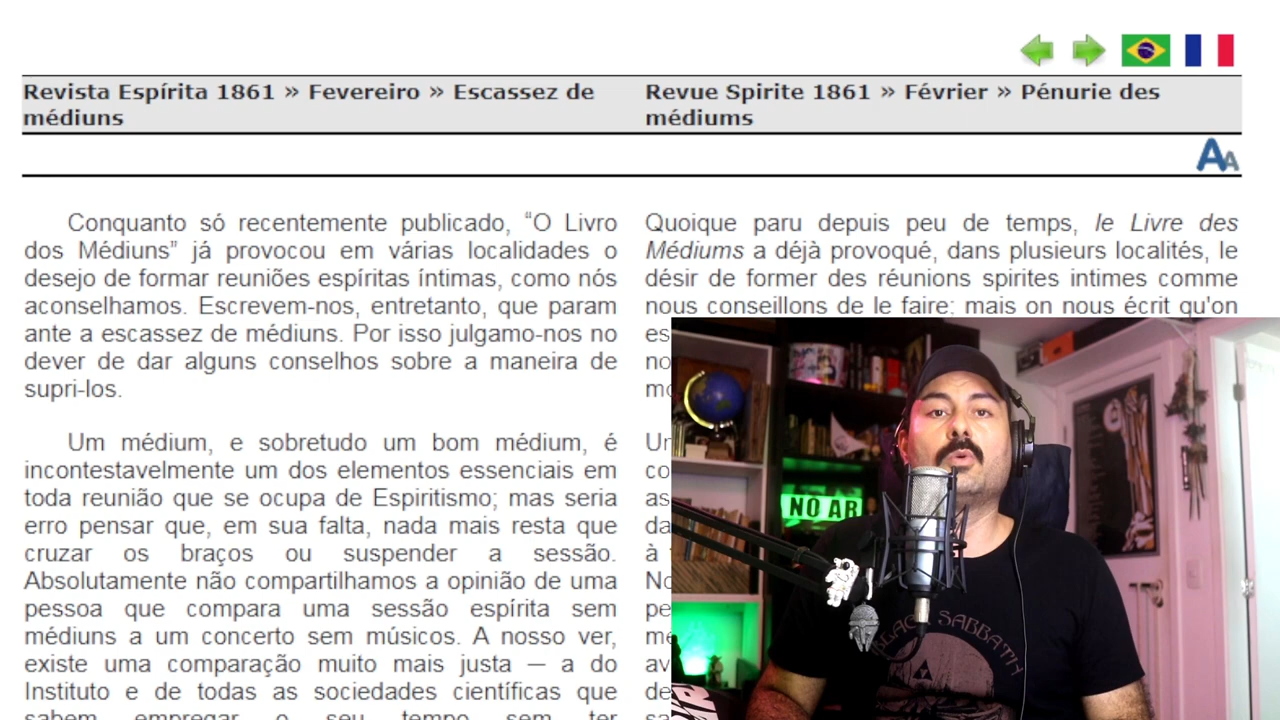 Revista Espírita 1861 » Fevereiro » Escassez de
médiuns
Revue Spirite 1861 » Février » Pénurie des
médiums
AA
Conquanto só recentemente publicado, “O Livro
dos Médiuns” já provocou em várias localidades o
desejo de formar reuniões espíritas íntimas, como nós
aconselhamos. Escrevem-nos, entretanto, que param
ante a escassez de médiuns. Por isso julgamo-nos no
dever de dar alguns conselhos sobre a maneira de
supri-los.
Um médium, e sobretudo um bom médium, é
incontestavelmente um dos elementos essenciais em
toda reunião que se ocupa de Espiritismo; mas seria
erro pensar que, em sua falta, nada mais resta que
cruzar os braços ou suspender a sessão.
Absolutamente não compartilhamos a opinião de uma
pessoa que compara uma sessão espírita sem
médiuns a um concerto sem músicos. A nosso ver,
existe uma comparação muito mais justa — a do
Instituto e de todas as sociedades científicas que
sabem empregar o seu tempo sem ter
Quoique paru depuis peu de temps, le Livre des
Médiums a déjà provoqué, dans plusieurs localités, le
désir de former des réunions spirites intimes comme
nous conseillons de le faire; mais on nous écrit qu'on
NO AR
BLACK SABBATH